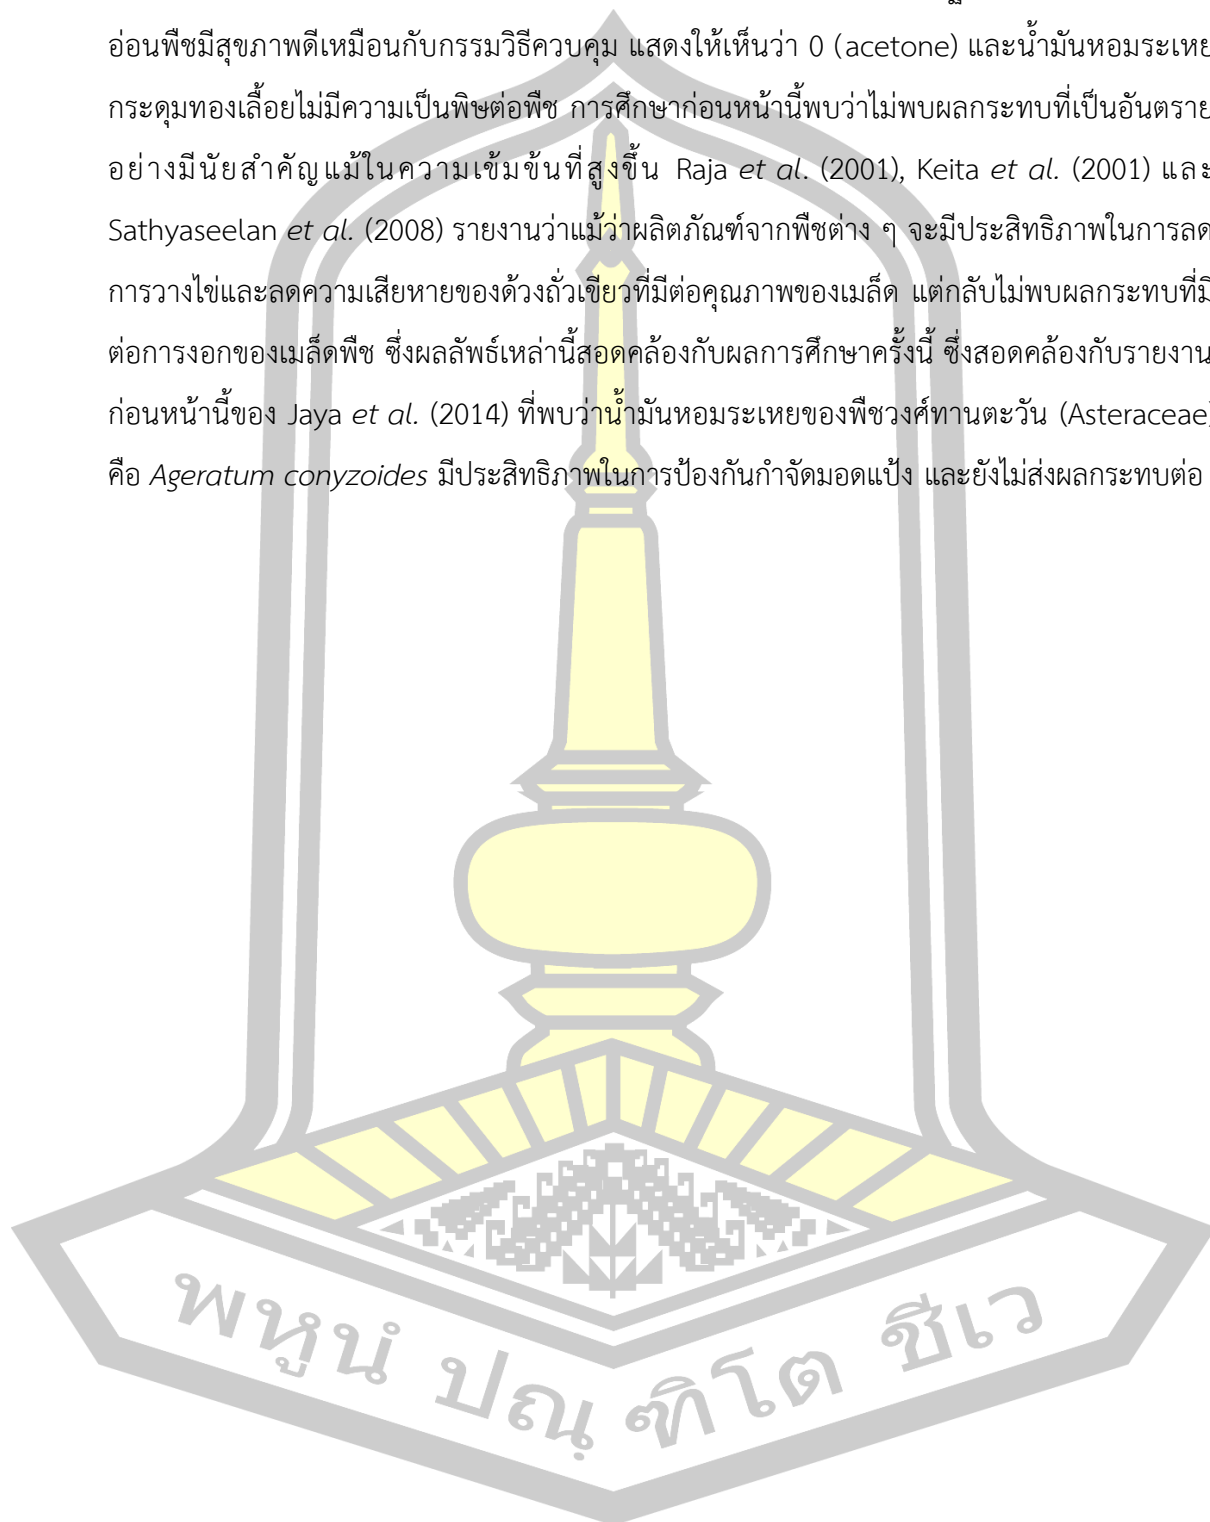 อ่อนพืชมีสุขภาพดีเหมือนกับกรรมวิธีควบคุม แสดงให้เห็นว่า 0 (acetone) และน้ำมันหอมระเหย
กระดุมทองเลื้อยไม่มีความเป็นพิษต่อพืช การศึกษาก่อนหน้านี้พบว่าไม่พบผลกระทบที่เป็นอันตราย
อย่างมีนัยสำคัญแม้ในความเข้มข้นที่สูงขึ้น Raja et al. (2001), Keita et al. (2001) และ
Sathyaseelan et al. (2008) รายงานว่าแม้ว่าผลิตภัณฑ์จากพืชต่าง ๆ จะมีประสิทธิภาพในการลด
การวางไข่และลดความเสียหายของด้วงถั่วเขียวที่มีต่อคุณภาพของเมล็ด แต่กลับไม่พบผลกระทบที่มี
ต่อการงอกของเมล็ดพืช ซึ่งผลลัพธ์เหล่านี้สอดคล้องกับผลการศึกษาครั้งนี้ ซึ่งสอดคล้องกับรายงาน
ก่อนหน้านี้ของ Jaya et al. (2014) ที่พบว่าน้ำมันหอมระเหยของพืชวงศ์ทานตะวัน (Asteraceae)
คือ Ageratum conyzoides มีประสิทธิภาพในการป้องกันกำจัดมอดแป้ง และยังไม่ส่งผลกระทบต่อ
พหูนํ ปณฺฑิโต ชีเว